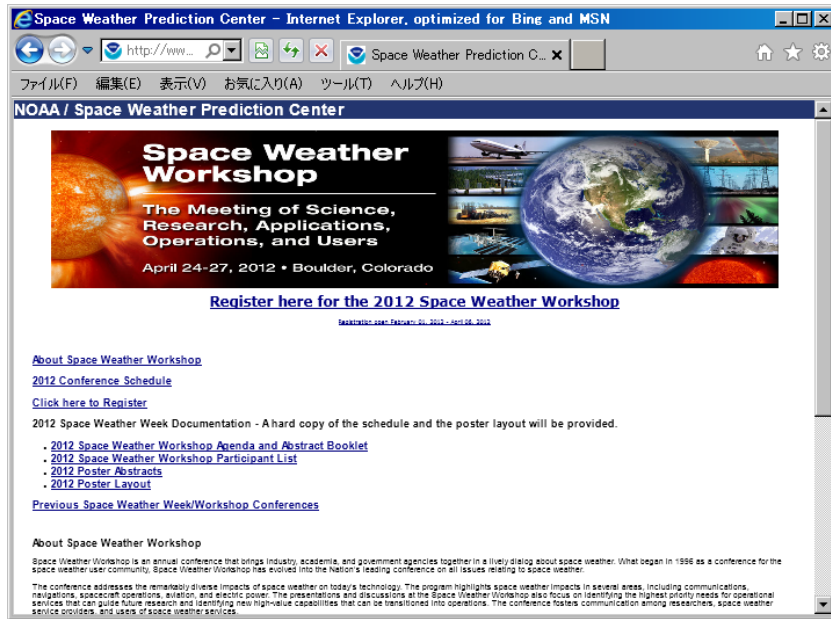 Space Weather Prediction Center - Internet Explorer, optimized for Bing and MSN
http://ww...
Space Weather Prediction C...
ファイル(F) 編集(E) 表示(V) お気に入り(A) ツール(T) ヘルプ(H)
NOAA / Space Weather Prediction Center
Space Weather
Workshop
The Meeting of Science,
Research, Applications,
Operations, and Users
April 24-27, 2012 • Boulder, Colorado
Register here for the 2012 Space Weather Workshop
Registration open February 01, 2012 - April 06, 2012
About Space Weather Workshop
2012 Conference Schedule
Click here to Register
2012 Space Weather Week Documentation - A hard copy of the schedule and the poster layout will be provided.
2012 Space Weather Workshop Agenda and Abstract Booklet
2012 Space Weather Workshop Participant List
2012 Poster Abstracts
2012 Poster Layout
Previous Space Weather Week/Workshop Conferences
About Space Weather Workshop
Space Weather Workshop is an annual conference that brings industry, academia, and government agencies together in a lively dialog about space weather. What began in 1996 as a conference for the
space weather user community, Space Weather Workshop has evolved into the Nation's leading conference on all issues relating to space weather.
The conference addresses the remarkably diverse impacts of space weather on today's technology. The program highlights space weather impacts in several areas, including communications,
navigations, spacecraft operations, aviation, and electric power. The presentations and discussions at the Space Weather Workshop also focus on identifying the highest priority needs for operational
services that can guide future research and identifying new high-value capabilities that can be transitioned into operations. The conference fosters communication among researchers, space weather
service providers, and users of space weather services.